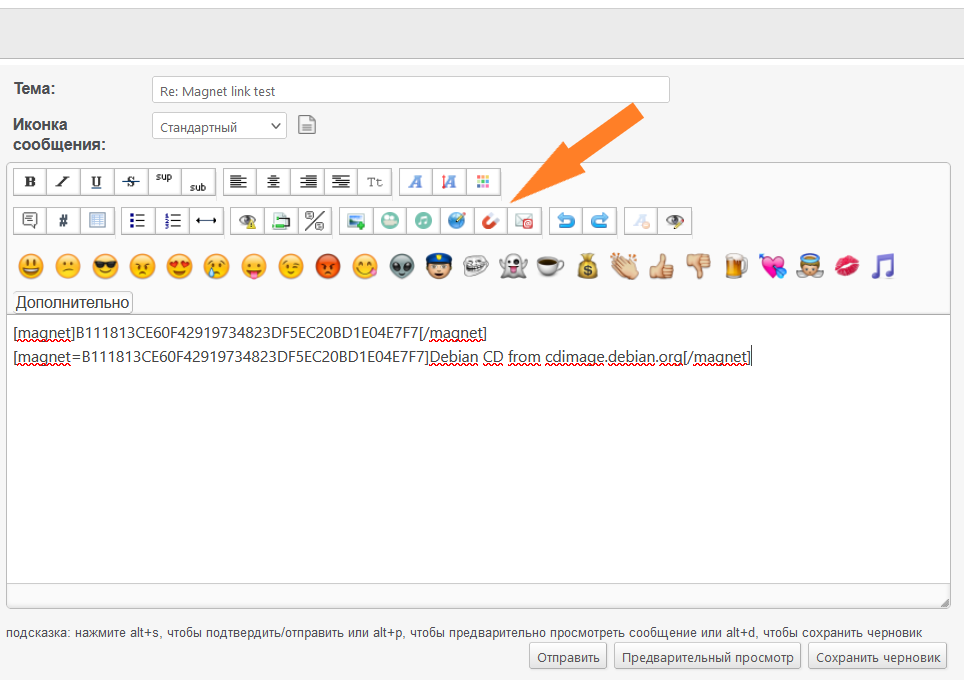 Тема:
Re: Magnet link test
Иконка
сообщения:
Стандартный
B I U S sup sub Tt A A
# A
Дополнительно
[magnet]B111813CE60F42919734823DF5EC20BD1E04E7F7[/magnet]
[magnet=B111813CE60F42919734823DF5EC20BD1E04E7F7]Debian CD from cdimage.debian.org[/magnet]
подсказка: нажмите alt+s, чтобы подтвердить/отправить или alt+p, чтобы предварительно просмотреть сообщение или alt+d, чтобы сохранить черновик
Отправить Предварительный просмотр Сохранить черновик